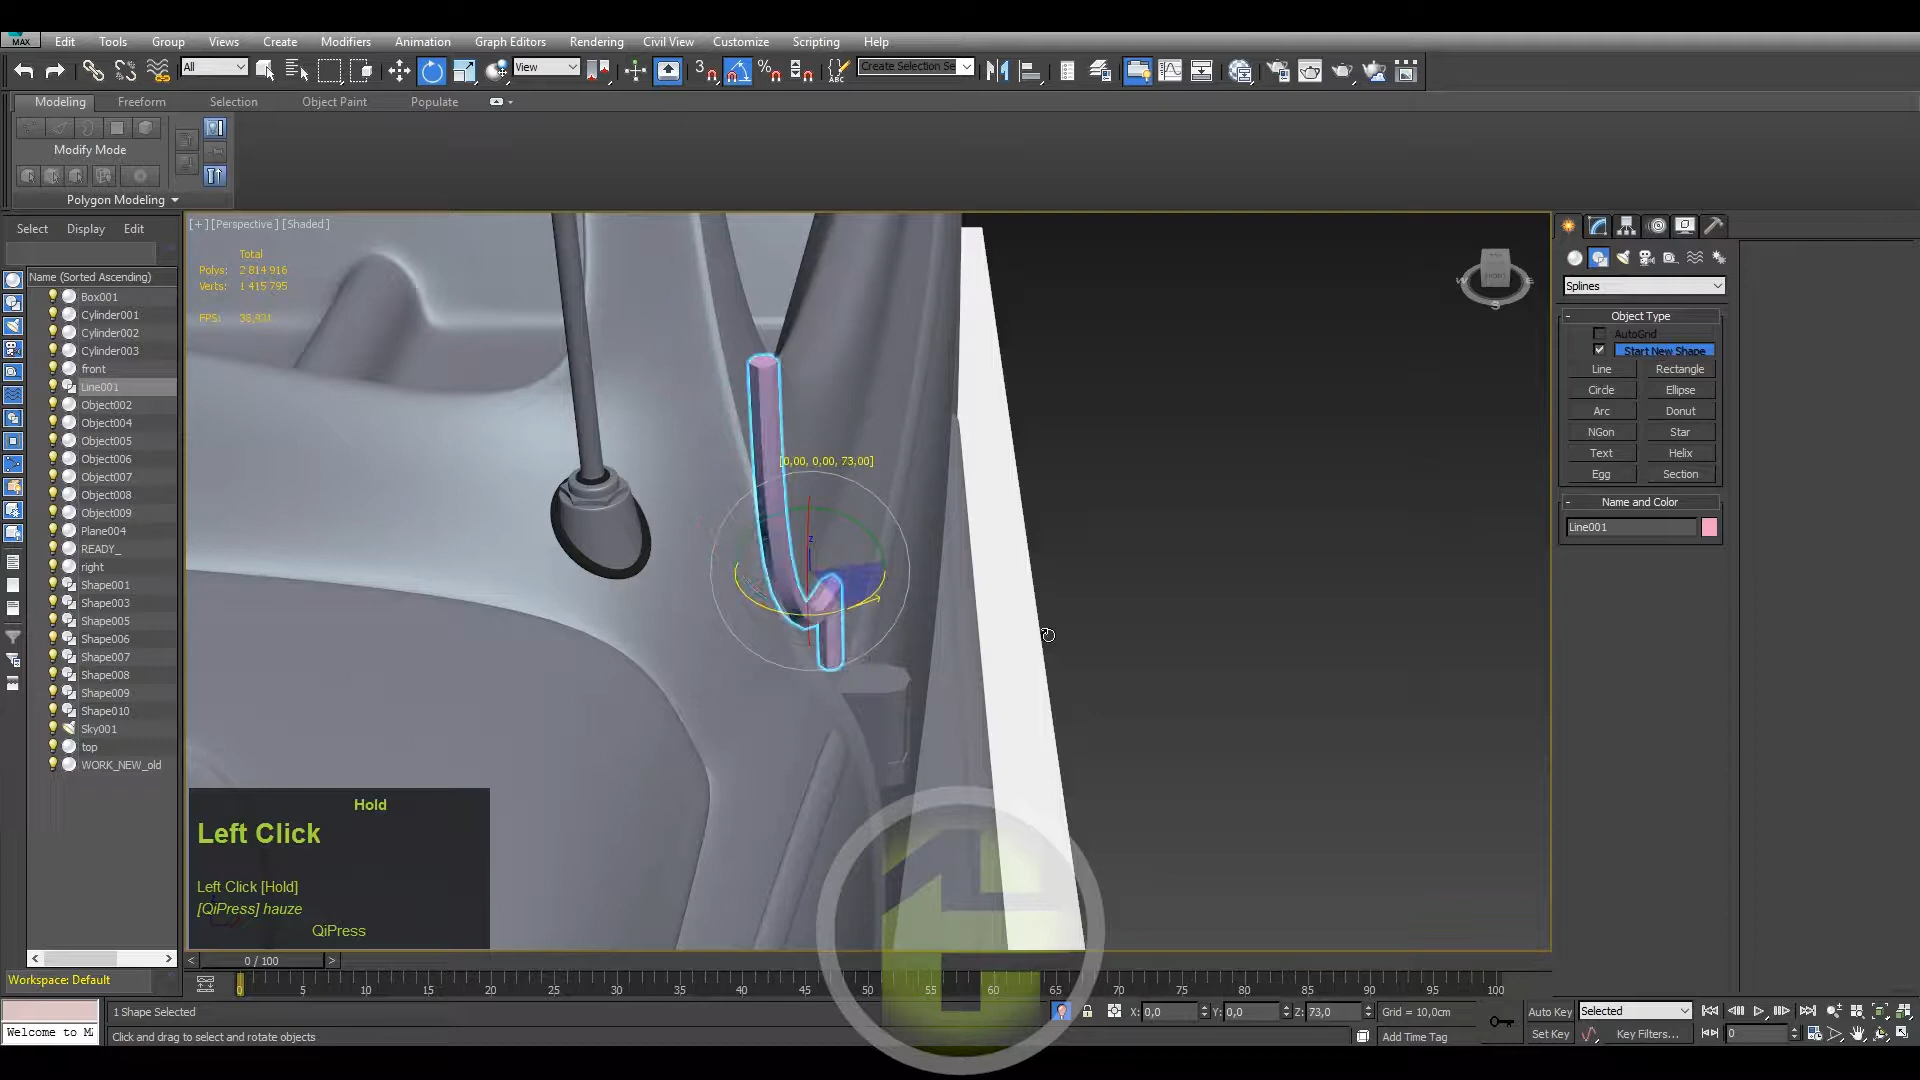 MAX
Edit Tools Group Views Create Modifiers Animation Graph Editors Rendering Civil View Customize Scripting Help
All
View
3
%
ABC
Create Selection Se
Modeling Freeform Selection Object Paint Populate
Modify Mode
Polygon Modeling
Select Display Edit
Name (Sorted Ascending)
Box001
Cylinder001
Cylinder002
Cylinder003
front
Line001
Object002
Object004
Object005
Object006
Object007
Object008
Object009
Plane004
READY_
right
Shape001
Shape003
Shape005
Shape006
Shape007
Shape008
Shape009
Shape010
Sky001
top
WORK_NEW_old
[+] [Perspective ] [Shaded ]
Total
Polys: 2 814 916
Verts: 1 415 795
FPS:
[0,00, 0,00, 73,00]
z
W
E
S
Splines
- Object Type
AutoGrid
Start New Shape
Line Rectangle
Circle Ellipse
Arc Donut
NGon Star
Text Helix
Egg Section
- Name and Color
Line001
Hold
Left Click
Left Click [Hold]
[QiPress] hauze
QiPress
< 0 / 100 >
Workspace: Default
0 5 10 15 20 25 30 35 40 45 50 55 60 65 70 75 80 85 90 95 100
1 Shape Selected
X: 0,0 Y: 0,0 Z: 73,0 Grid = 10,0cm
Auto Key Selected
Welcome to MA
Click and drag to select and rotate objects
Add Time Tag
Set Key Key Filters... 0